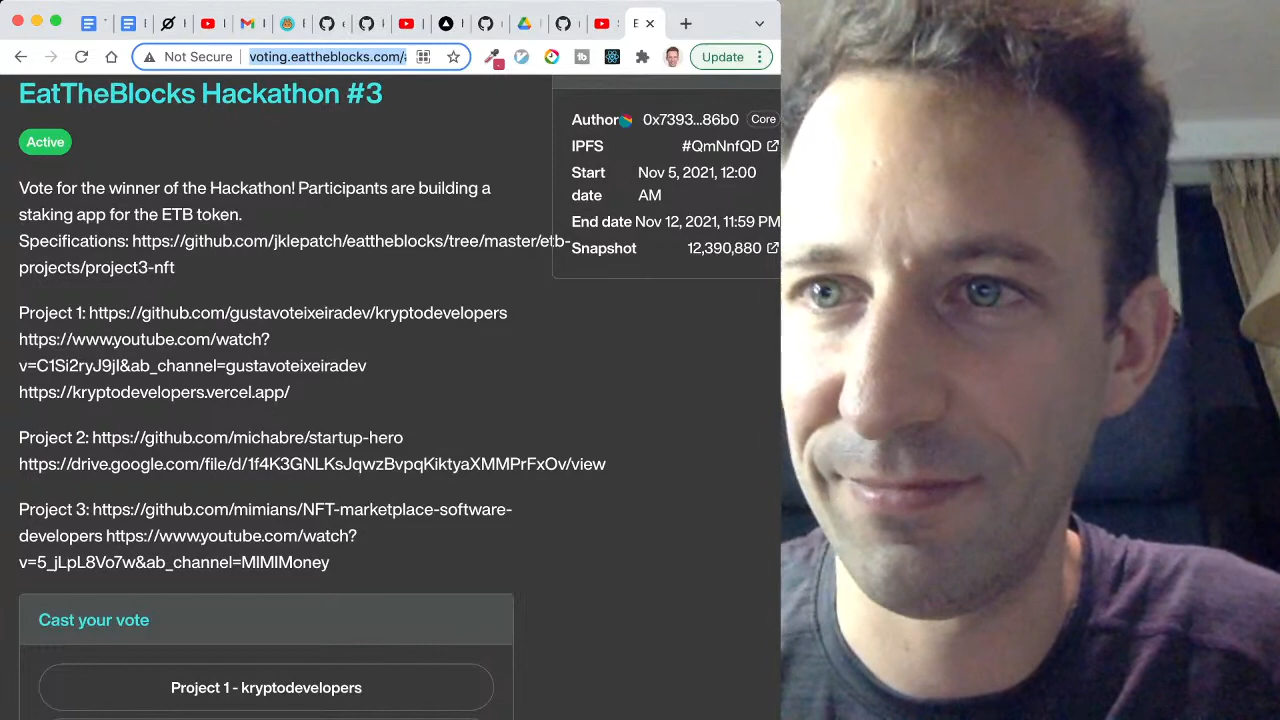 Not Secure voting.eattheblocks.com/
Update
EatTheBlocks Hackathon #3
Active
Vote for the winner of the Hackathon! Participants are building a
staking app for the ETB token.
Specifications: https://github.com/jklepatch/eattheblocks/tree/master/etb-
projects/project3-nft
Project 1: https://github.com/gustavoteixeiradev/kryptodevelopers
https://www.youtube.com/watch?
v=C1Si2ryJ9jI&ab_channel=gustavoteixeiradev
https://kryptodevelopers.vercel.app/
Project 2: https://github.com/michabre/startup-hero
https://drive.google.com/file/d/1f4K3GNLKsJqwzBvpqKiktyaXMMPrFxOv/view
Project 3: https://github.com/mimians/NFT-marketplace-software-
developers https://www.youtube.com/watch?
v=5_jLpL8Vo7w&ab_channel=MIMIMoney
Cast your vote
Project 1 - kryptodevelopers
Author 0x7393...86b0 Core
IPFS #QmNnfQD
Start Nov 5, 2021, 12:00
date AM
End date Nov 12, 2021, 11:59 PM
Snapshot 12,390,880